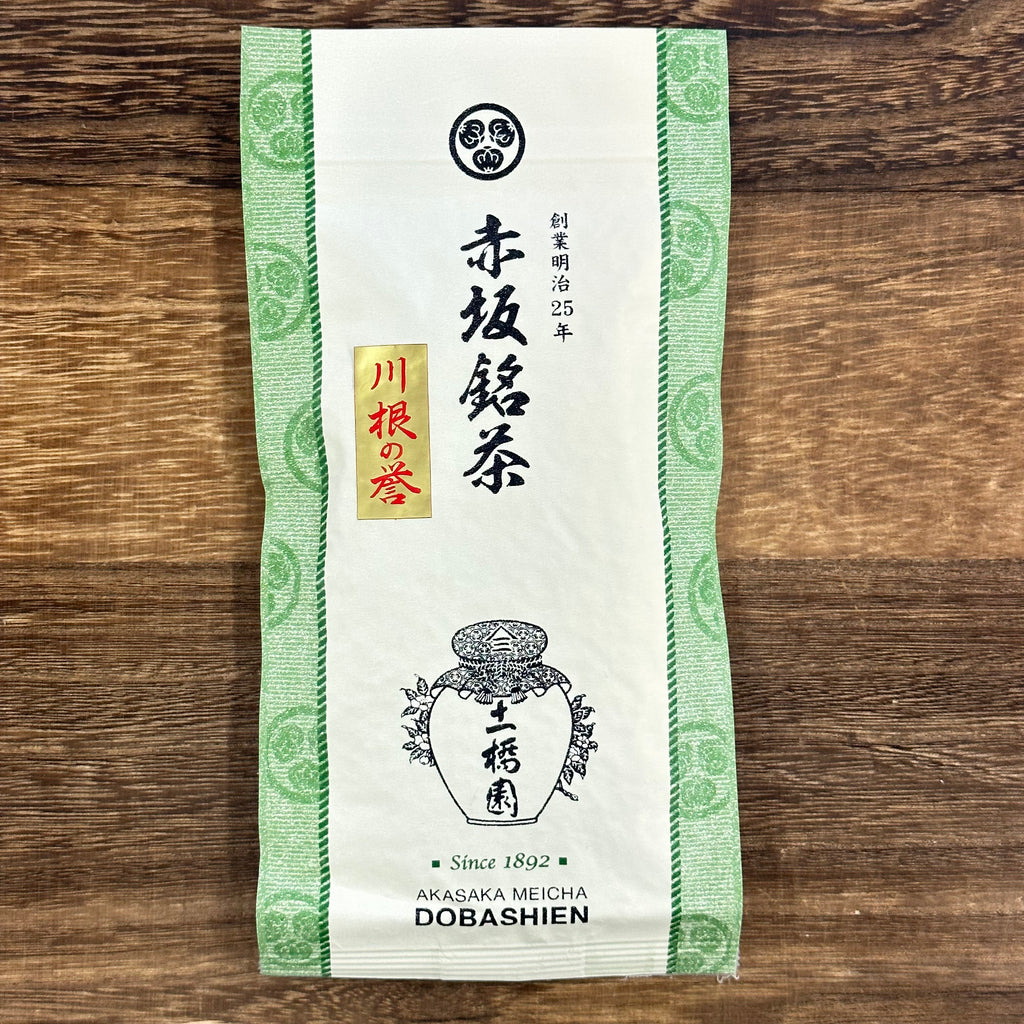 創業明治25年
赤坂銘茶
川根の誉
土橋園
Since 1892
AKASAKA MEICHA
DOBASHIEN